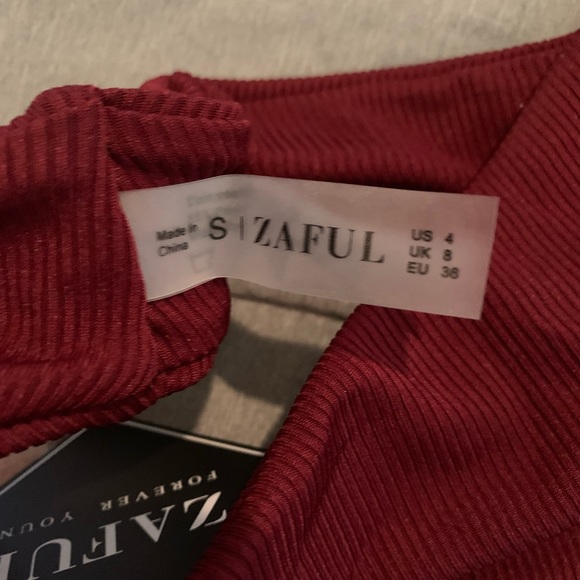 Made in
China
S | ZAFUL
US 4
UK 8
EU 36
ZAFUL
FOREVER YOUN